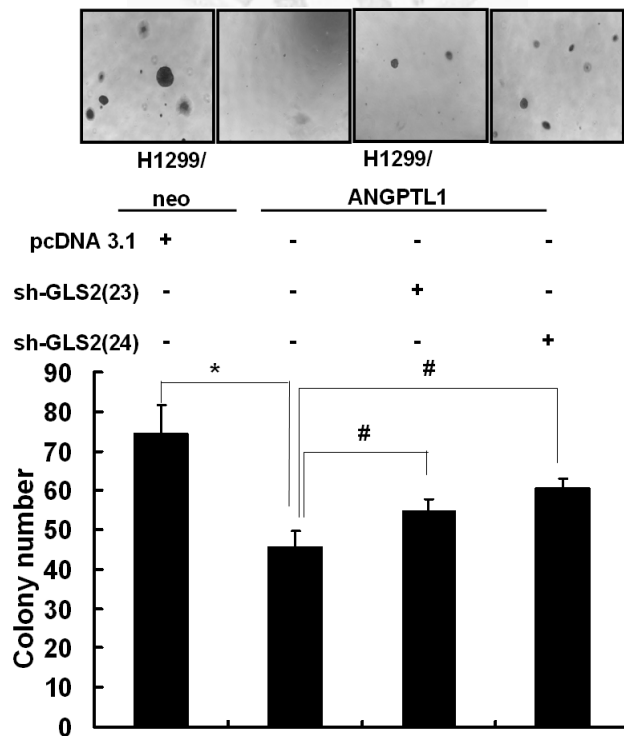 H1299/ H1299/
neo ANGPTL1
pcDNA 3.1 + - - -
sh-GLS2(23) - - + -
sh-GLS2(24) - - - +
90
80
70
60
50
40
30
20
10
0
Colony number
*
#
#